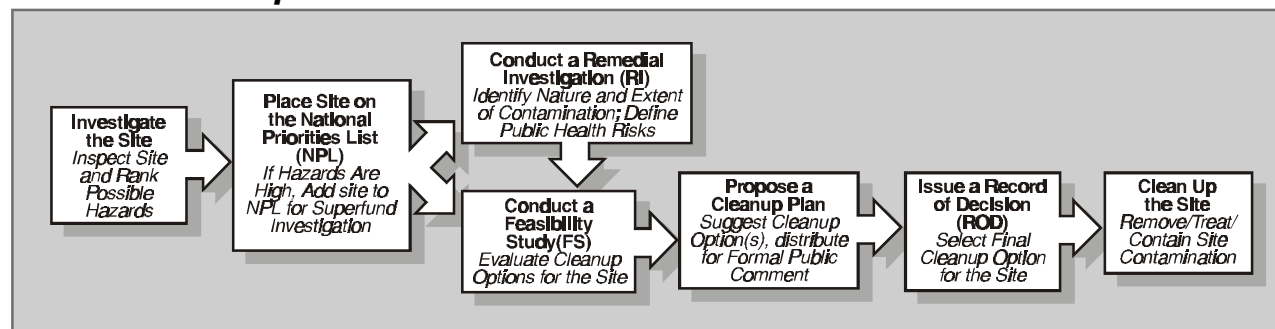 Investigate
the Site
Inspect Site
and Rank
Possible
Hazards
Place Site on
the National
Priorities List
(NPL)
If Hazards Are
High, Add site to
NPL for Superfund
Investigation
Conduct a Remedial
Investigation (RI)
Identify Nature and Extent
of Contamination; Define
Public Health Risks
Conduct a
Feasibility
Study(FS)
Evaluate Cleanup
Options for the Site
Propose a
Cleanup Plan
Suggest Cleanup
Option(s), distribute
for Formal Public
Comment
Issue a Record
of Decision
(ROD)
Select Final
Cleanup Option
for the Site
Clean Up
the Site
Remove/Treat/
Contain Site
Contamination